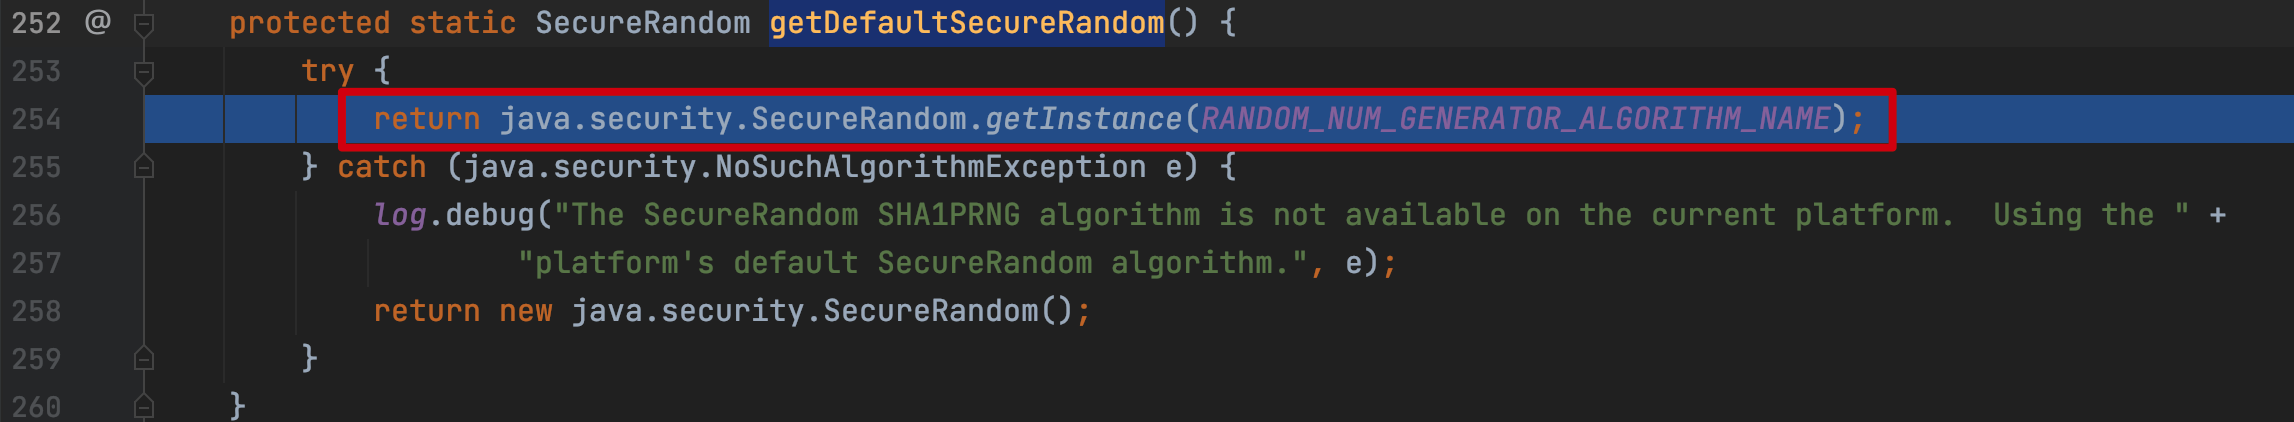 252 @ protected static SecureRandom getDefaultSecureRandom() {
253 try {
254 return java.security.SecureRandom.getInstance(RANDOM_NUM_GENERATOR_ALGORITHM_NAME);
255 } catch (java.security.NoSuchAlgorithmException e) {
256 log.debug("The SecureRandom SHA1PRNG algorithm is not available on the current platform.  Using the " +
257 "platform's default SecureRandom algorithm.", e);
258 return new java.security.SecureRandom();
259 }
260 }